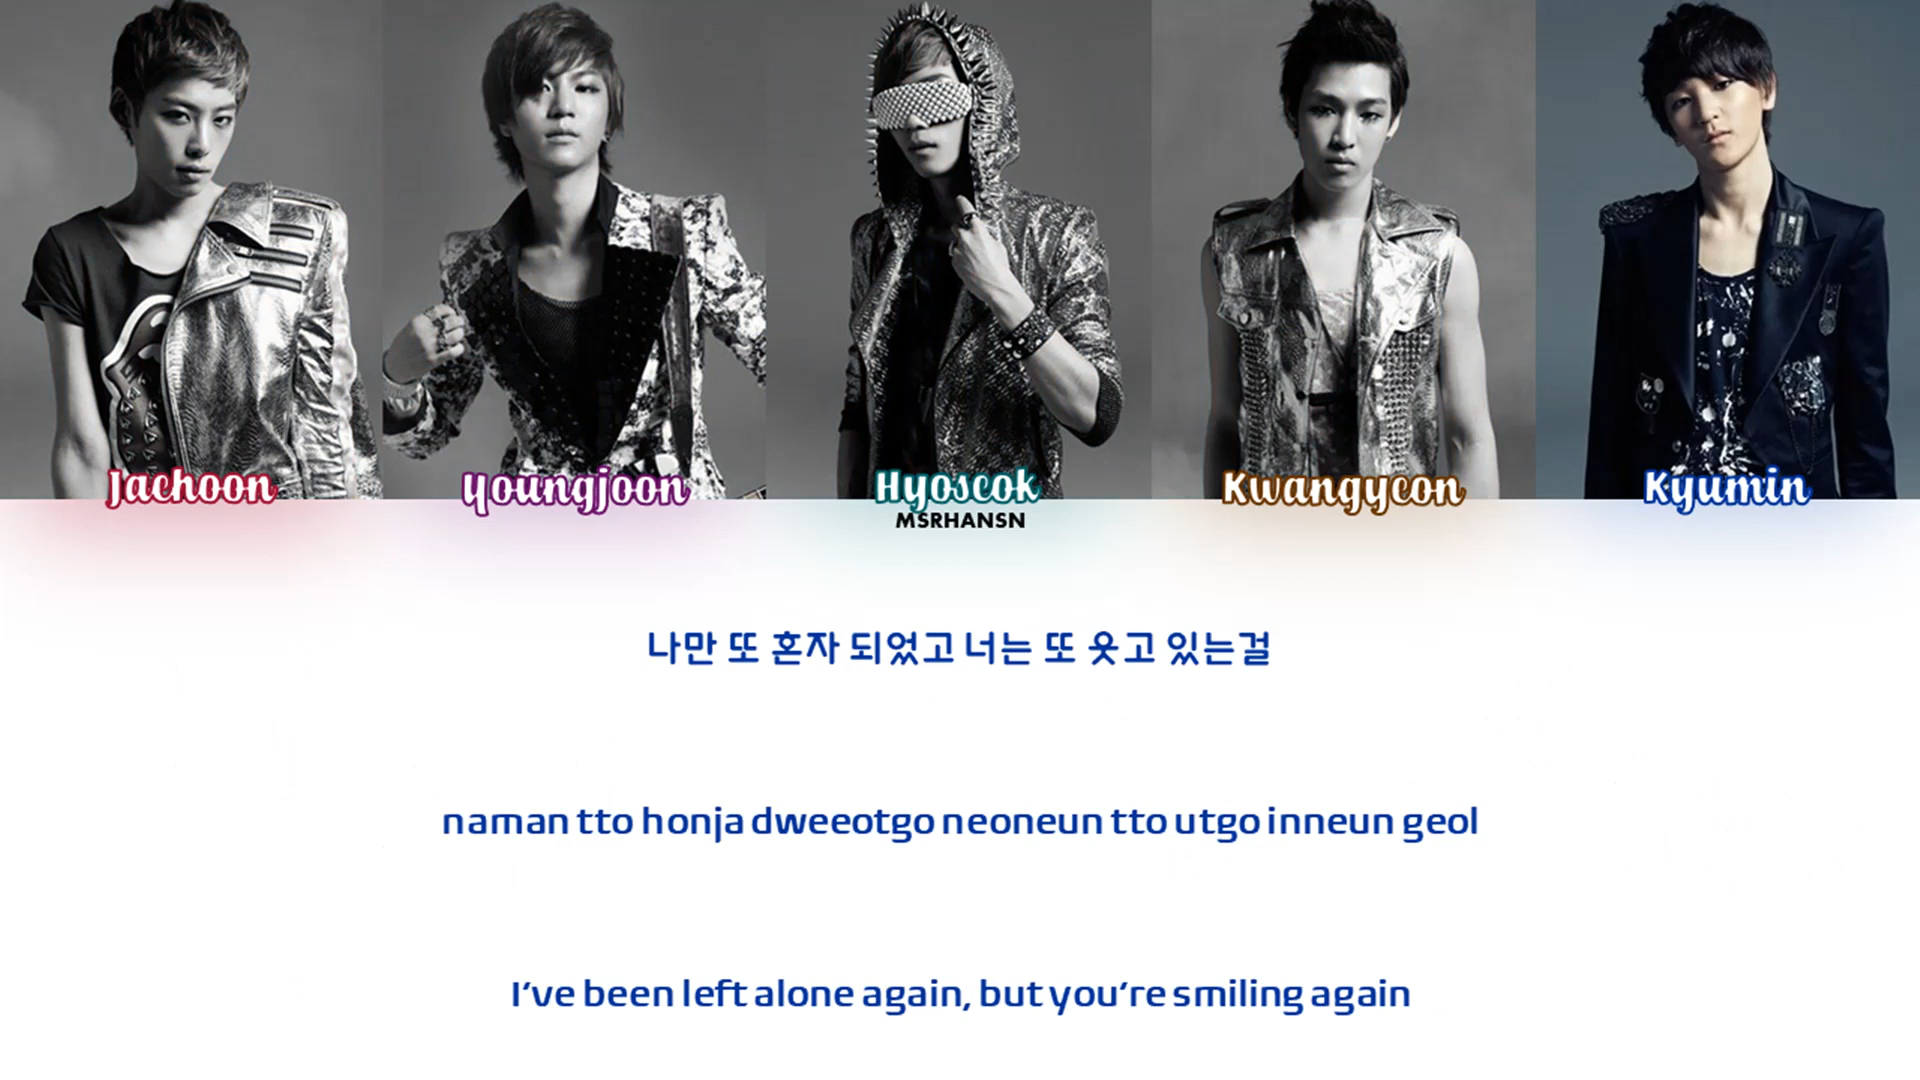 Jaehoon
Youngjoon
Hyoseok
Kwangyeon
Kyumin
MSRHANSN
나만 또 혼자 되었고 너는 또 웃고 있는걸
naman tto honja dweeotgo neoneun tto utgo inneun geol
I've been left alone again, but you're smiling again